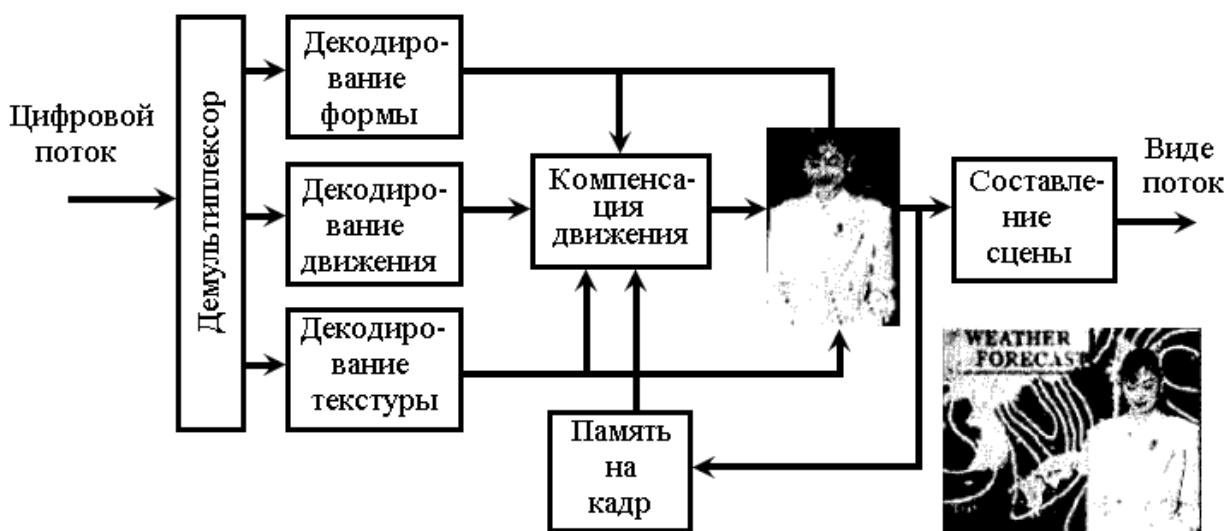 Цифровой
поток
Демультиплексор
Декодиро-
вание
формы
Декодиро-
вание
движения
Декодиро-
вание
текстуры
Компенса-
ция
движения
Память
на
кадр
Составле-
ние
сцены
Виде
поток
WEATHER
FORECAST